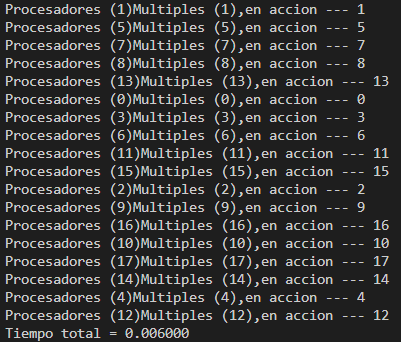 Procesadores (1)Multiples (1),en accion --- 1
Procesadores (5)Multiples (5),en accion --- 5
Procesadores (7)Multiples (7),en accion --- 7
Procesadores (8)Multiples (8),en accion --- 8
Procesadores (13)Multiples (13),en accion --- 13
Procesadores (0)Multiples (0),en accion --- 0
Procesadores (3)Multiples (3),en accion --- 3
Procesadores (6)Multiples (6),en accion --- 6
Procesadores (11)Multiples (11),en accion --- 11
Procesadores (15)Multiples (15),en accion --- 15
Procesadores (2)Multiples (2),en accion --- 2
Procesadores (9)Multiples (9),en accion --- 9
Procesadores (16)Multiples (16),en accion --- 16
Procesadores (10)Multiples (10),en accion --- 10
Procesadores (17)Multiples (17),en accion --- 17
Procesadores (14)Multiples (14),en accion --- 14
Procesadores (4)Multiples (4),en accion --- 4
Procesadores (12)Multiples (12),en accion --- 12
Tiempo total = 0.006000